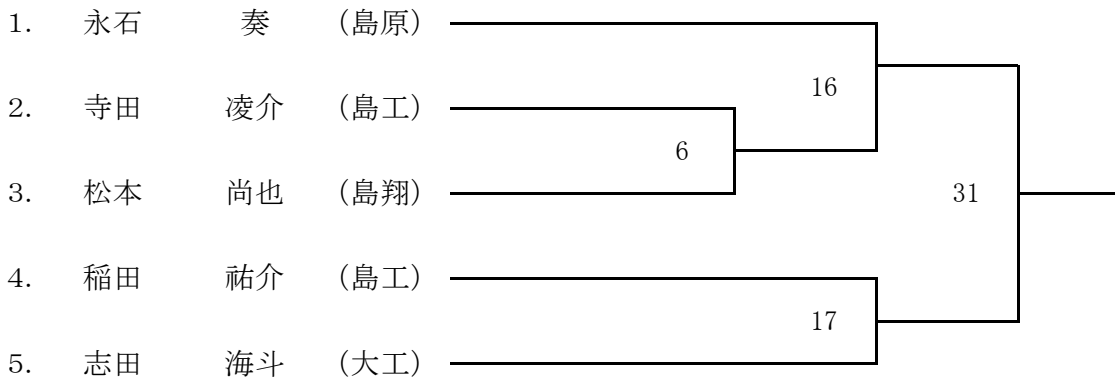 1. 永石 奏 （島原）
16
2. 寺田 凌介 （島工）
6
3. 松本 尚也 （島翔）
31
4. 稲田 祐介 （島工）
17
5. 志田 海斗 （大工）